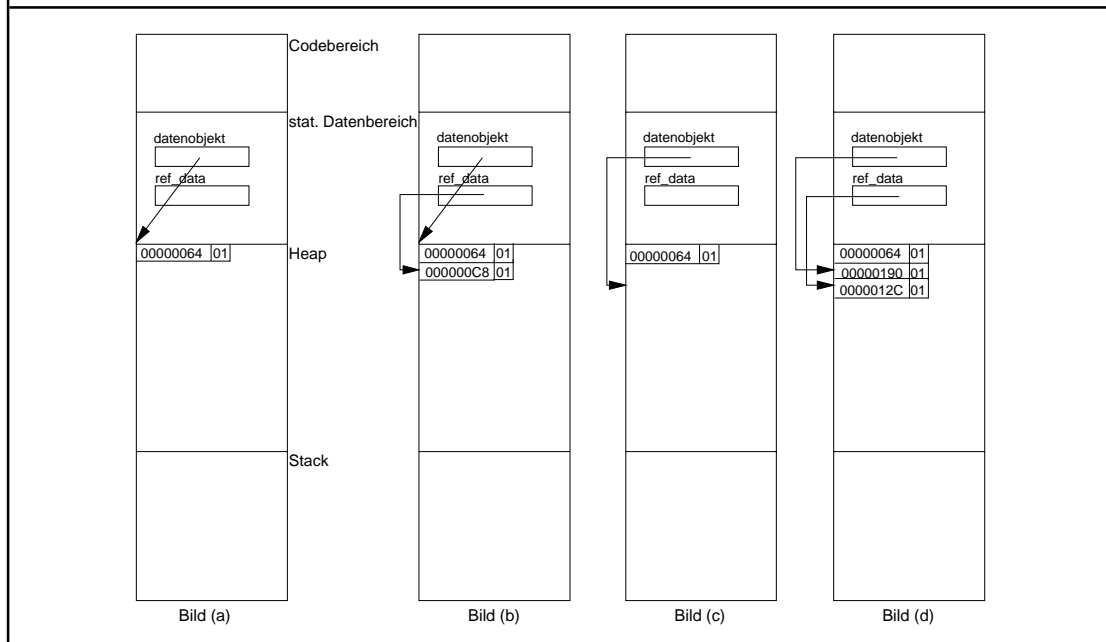 Codebereich
stat. Datenbereich
datenobjekt
ref_data
00000064 01
Heap
Stack
Bild (a)
datenobjekt
ref_data
00000064 01
000000C8 01
Bild (b)
datenobjekt
ref_data
00000064 01
Bild (c)
datenobjekt
ref_data
00000064 01
00000190 01
0000012C 01
Bild (d)